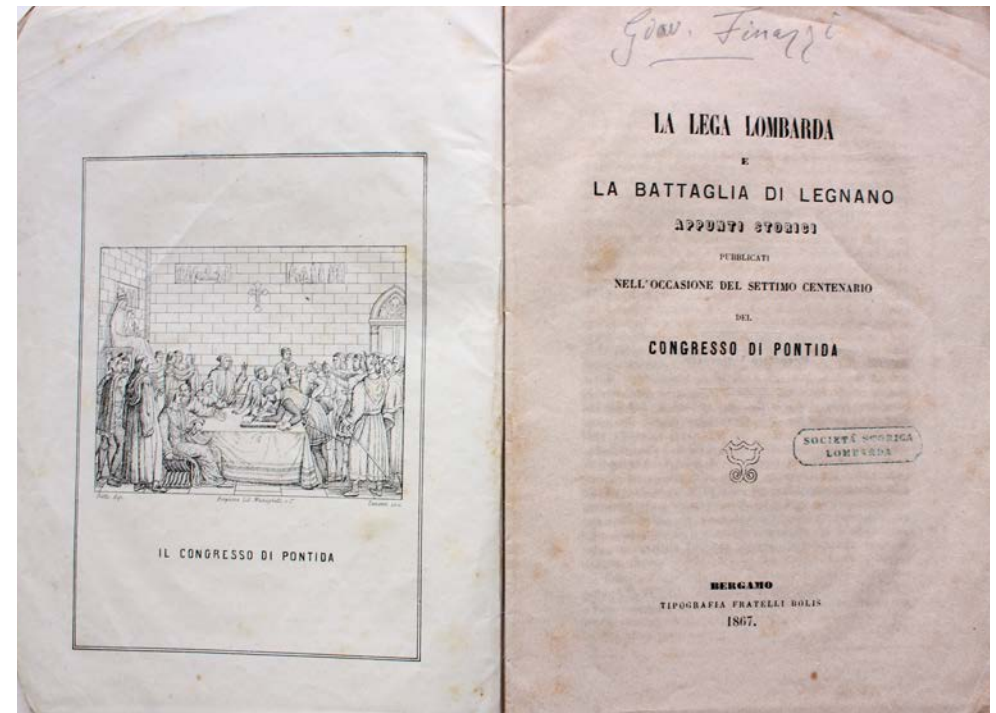 IL CONGRESSO DI PONTIDA
Giov. Finazzi
LA LEGA LOMBARDA
E
LA BATTAGLIA DI LEGNANO
APPUNTI STORICI
PUBBLICATI
NELL'OCCASIONE DEL SETTIMO CENTENARIO
DEL
CONGRESSO DI PONTIDA
SOCIETÀ STORICA
LOMBARDA
BERGAMO
TIPOGRAFIA FRATELLI BOLIS
1867.